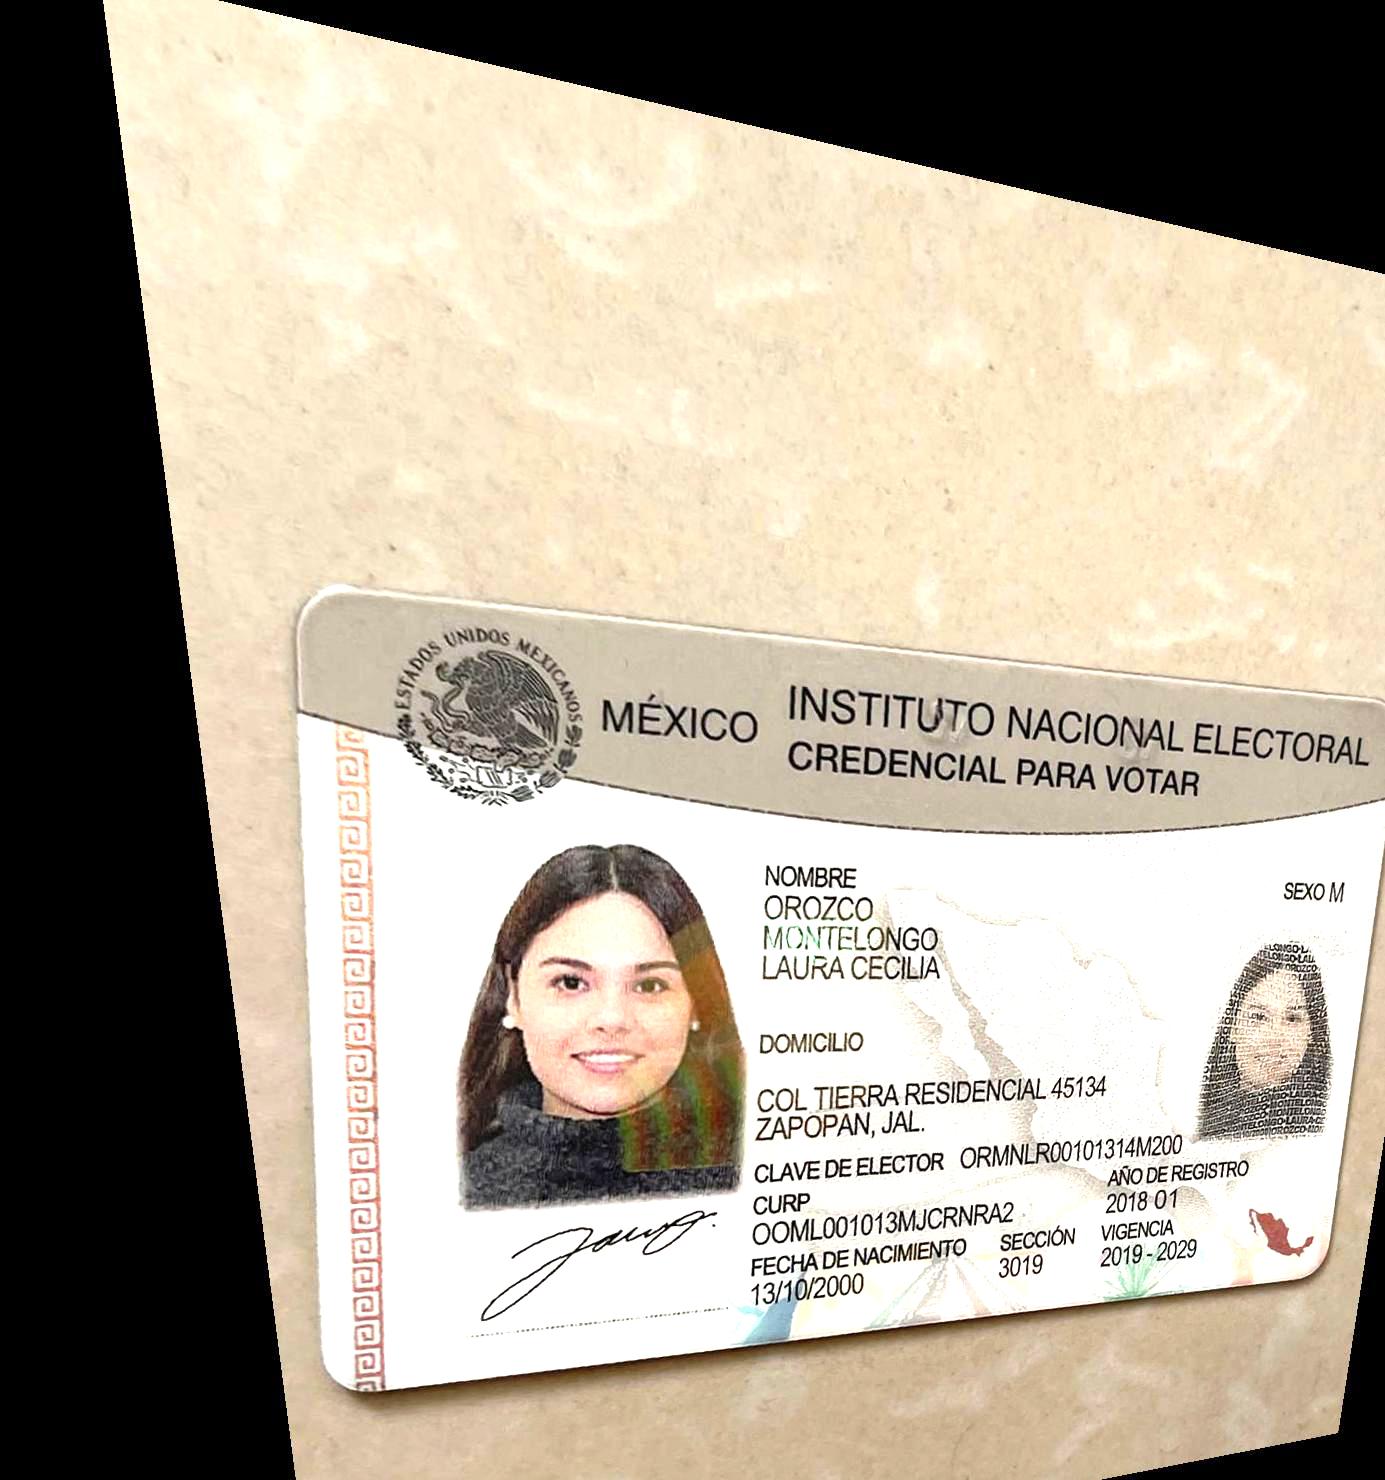 ESTADOS UNIDOS MEXICANOS
MÉXICO
INSTITUTO NACIONAL ELECTORAL
CREDENCIAL PARA VOTAR
NOMBRE
OROZCO
MONTELONGO
LAURA CECILIA
SEXO M
DOMICILIO
COL TIERRA RESIDENCIAL 45134
ZAPOPAN, JAL.
CLAVE DE ELECTOR ORMNLR00101314M200
CURP
OOML001013MJCRNRA2
AÑO DE REGISTRO
2018 01
FECHA DE NACIMIENTO
13/10/2000
SECCIÓN
3019
VIGENCIA
2019 - 2029